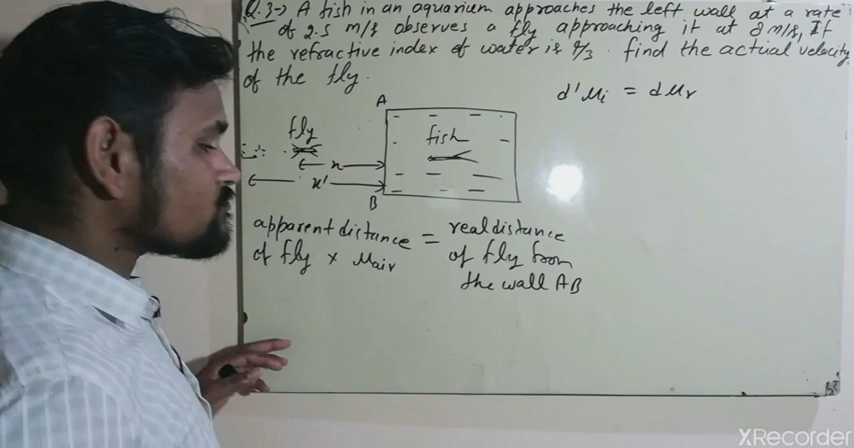 Q.3→ A fish in an aquarium approaches the left wall at a rate
of 2.5 m/s observes a fly approaching it at 8 m/s, If
the refractive index of water is 4/3. find the actual velocity
of the fly.
d'μi = dμr
A
fly
fish
x
x'
B
apparent distance = real distance
of fly × μair of fly from
the wall AB
XRecorder